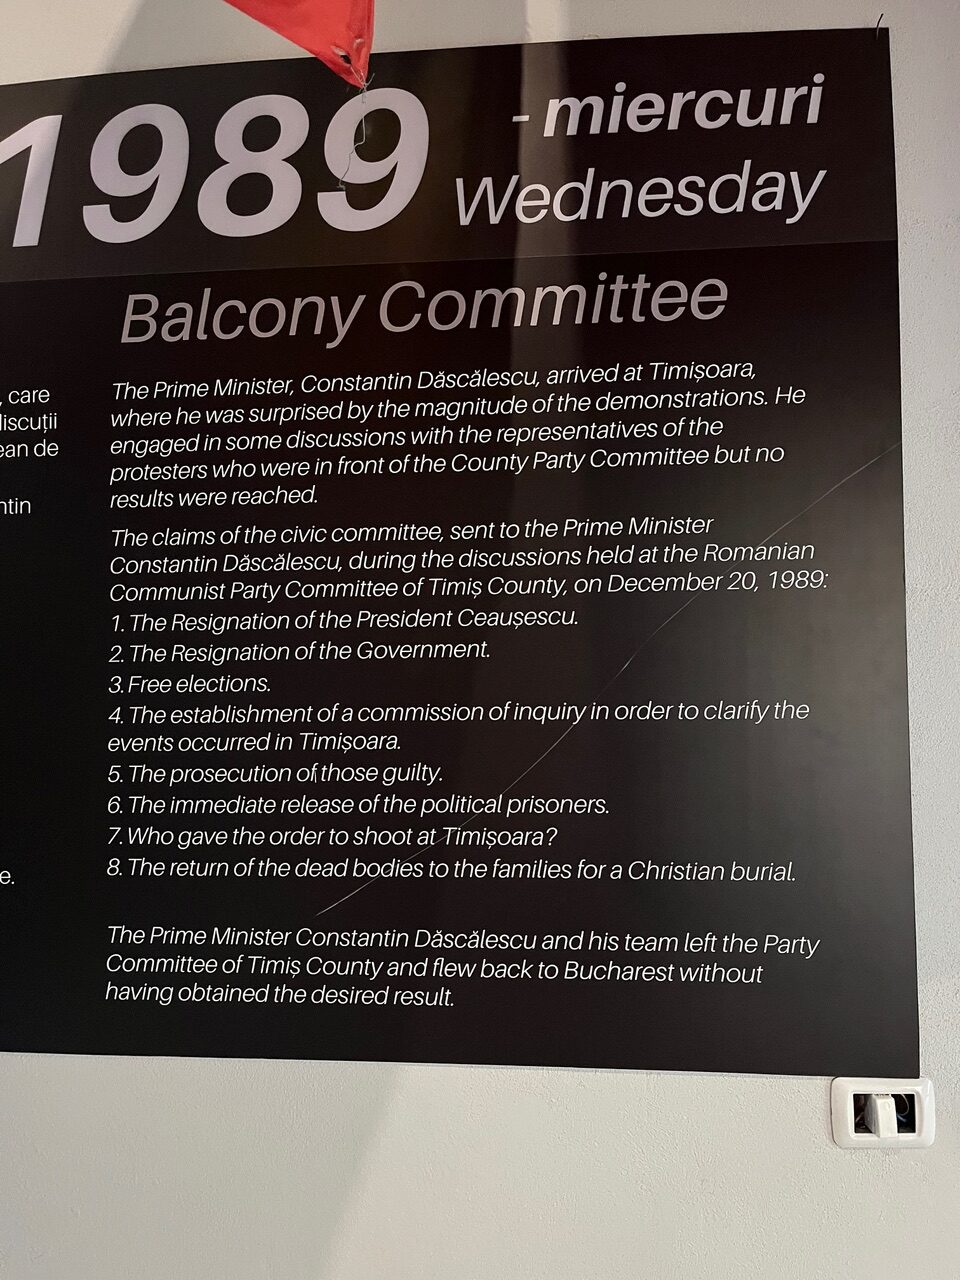 1989 - miercuri
Wednesday
Balcony Committee
, care
ean de
The Prime Minister, Constantin Dăscălescu, arrived at Timișoara,
where he was surprised by the magnitude of the demonstrations. He
engaged in some discussions with the representatives of the
protesters who were in front of the County Party Committee but no
results were reached.
The claims of the civic committee, sent to the Prime Minister
Constantin Dăscălescu, during the discussions held at the Romanian
Communist Party Committee of Timiș County, on December 20, 1989:
1. The Resignation of the President Ceaușescu.
2. The Resignation of the Government.
3. Free elections.
4. The establishment of a commission of inquiry in order to clarify the
events occurred in Timișoara.
5. The prosecution of those guilty.
6. The immediate release of the political prisoners.
7. Who gave the order to shoot at Timișoara?
8. The return of the dead bodies to the families for a Christian burial.
The Prime Minister Constantin Dăscălescu and his team left the Party
Committee of Timiș County and flew back to Bucharest without
having obtained the desired result.